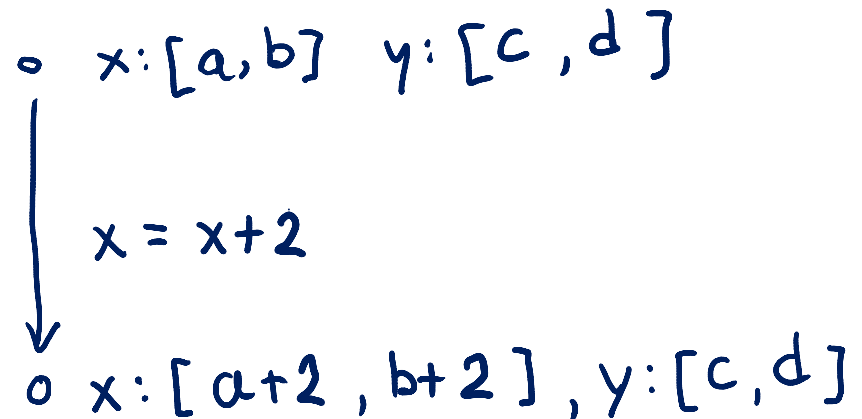 x:[a,b] y:[c,d]
x = x+2
x:[a+2,b+2],y:[c,d]